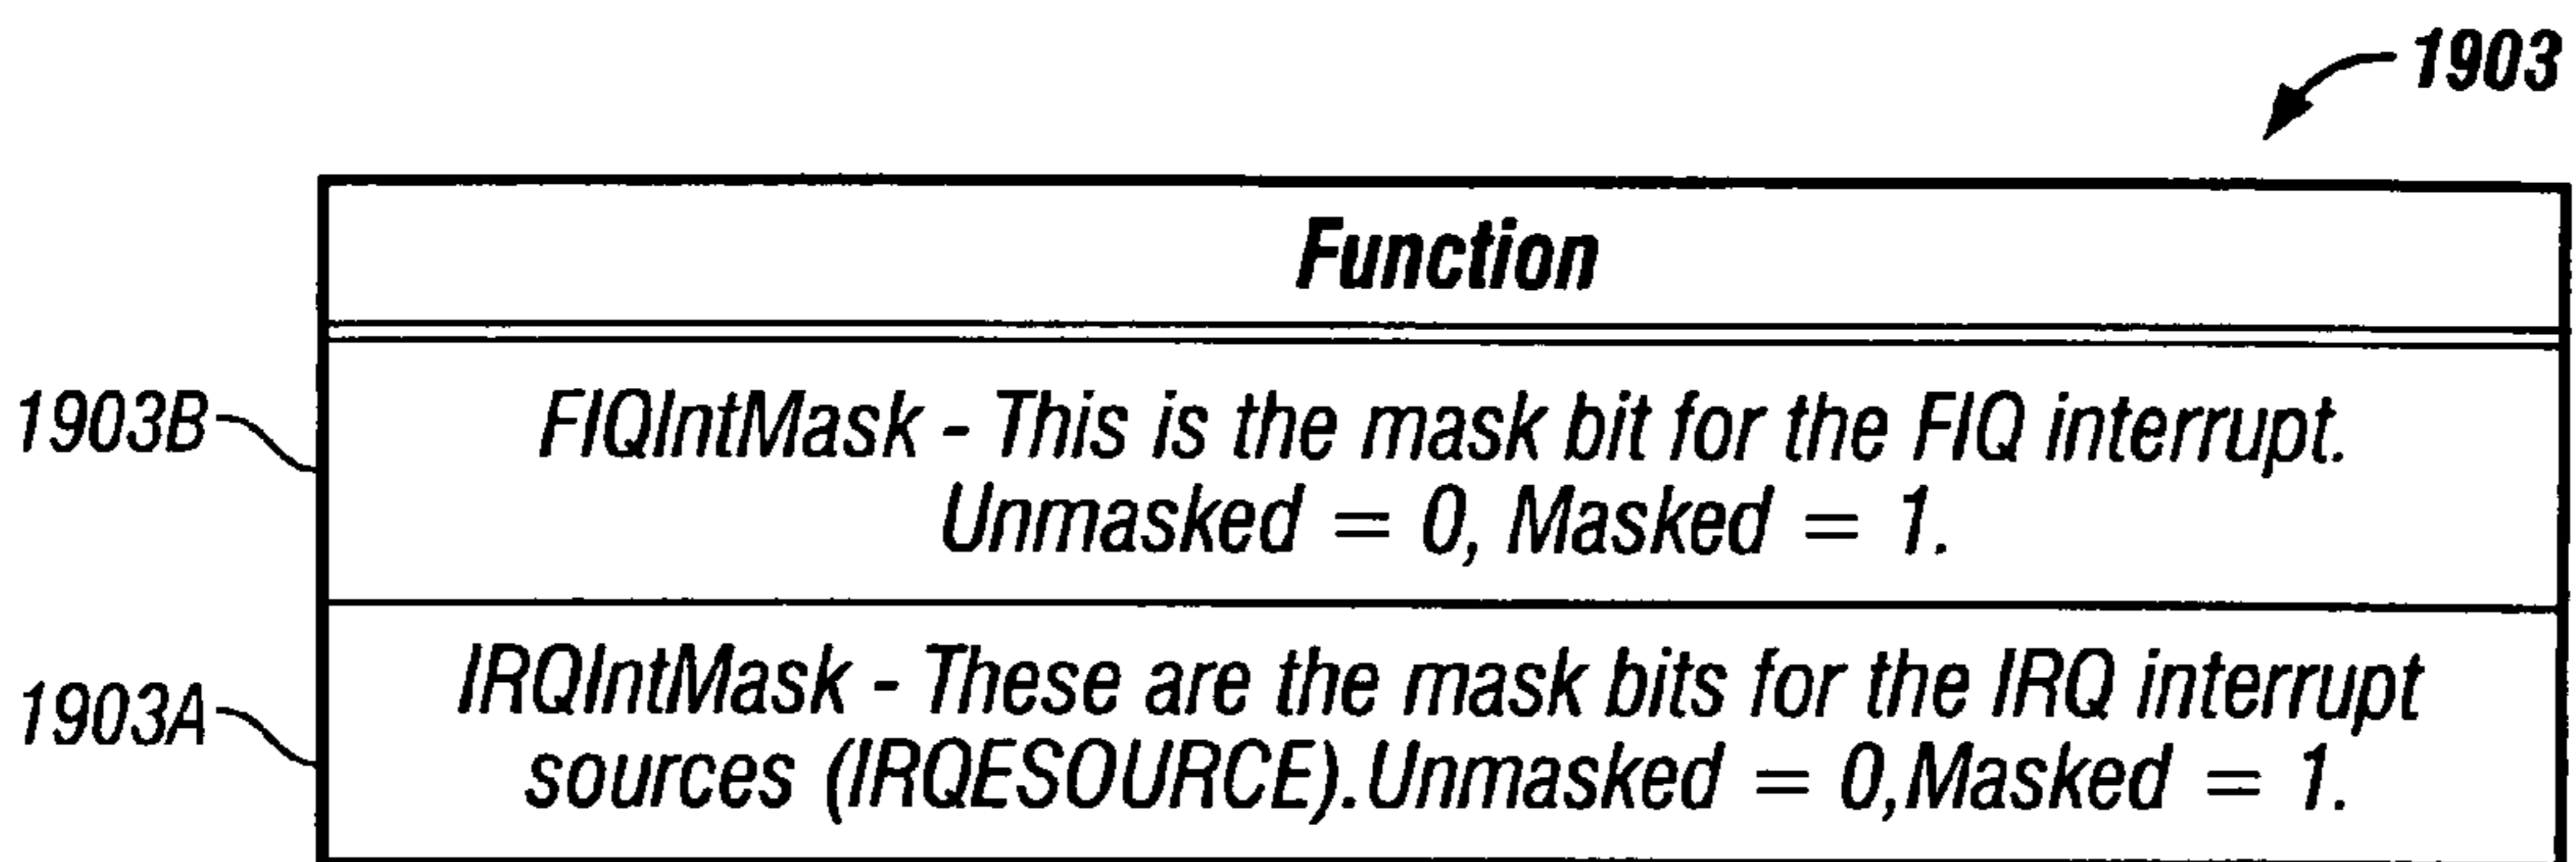 1903
Function
1903B
FIQIntMask - This is the mask bit for the FIQ interrupt.
Unmasked = 0, Masked = 1.
1903A
IRQIntMask - These are the mask bits for the IRQ interrupt
sources (IRQESOURCE).Unmasked = 0,Masked = 1.